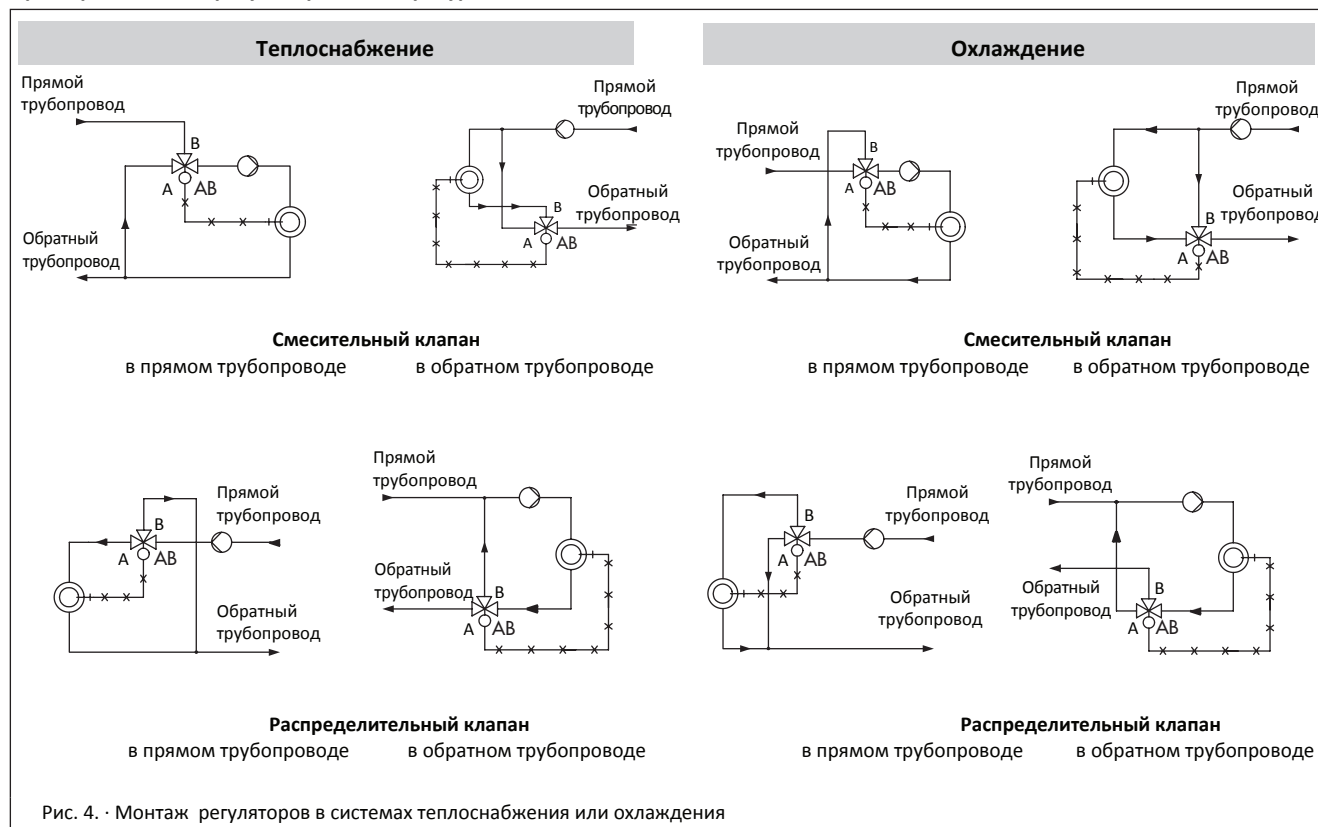 Теплоснабжение
Охлаждение
Прямой
трубопровод
B
A
AB
Обратный
трубопровод
Прямой
трубопровод
Обратный
трубопровод
B
A
AB
Прямой
трубопровод
B
A
AB
Обратный
трубопровод
Прямой
трубопровод
Обратный
трубопровод
B
A
AB
Смесительный клапан
в прямом трубопроводе
в обратном трубопроводе
Смесительный клапан
в прямом трубопроводе
в обратном трубопроводе
B
A
AB
Прямой
трубопровод
Обратный
трубопровод
Прямой
трубопровод
Обратный
трубопровод
B
A
AB
B
A
AB
Прямой
трубопровод
Обратный
трубопровод
Прямой
трубопровод
Обратный
трубопровод
B
A
AB
Распределительный клапан
в прямом трубопроводе
в обратном трубопроводе
Распределительный клапан
в прямом трубопроводе
в обратном трубопроводе
Рис. 4. · Монтаж регуляторов в системах теплоснабжения или охлаждения